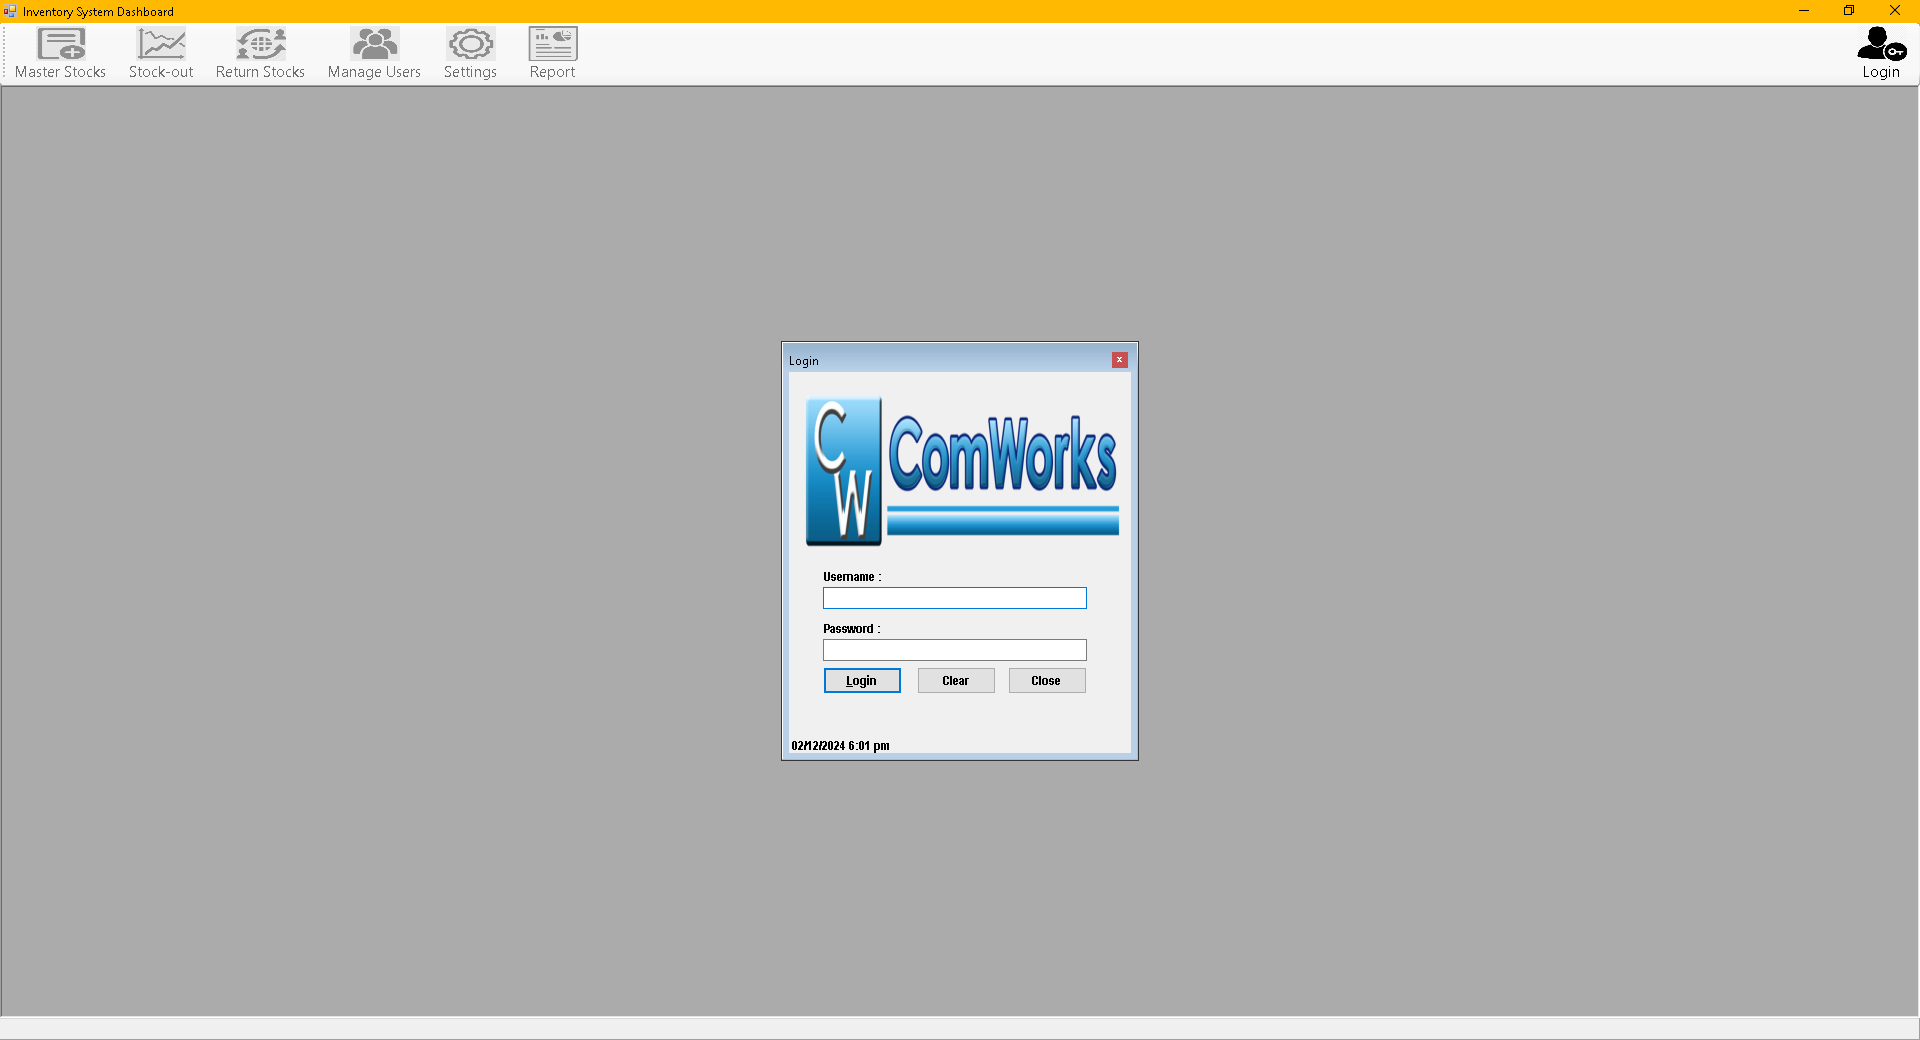 Inventory System Dashboard
Master Stocks
Stock-out
Return Stocks
Manage Users
Settings
Report
Login
Login
x
CW
ComWorks
Username :
Password :
Login
Clear
Close
02/12/2024 6:01 pm